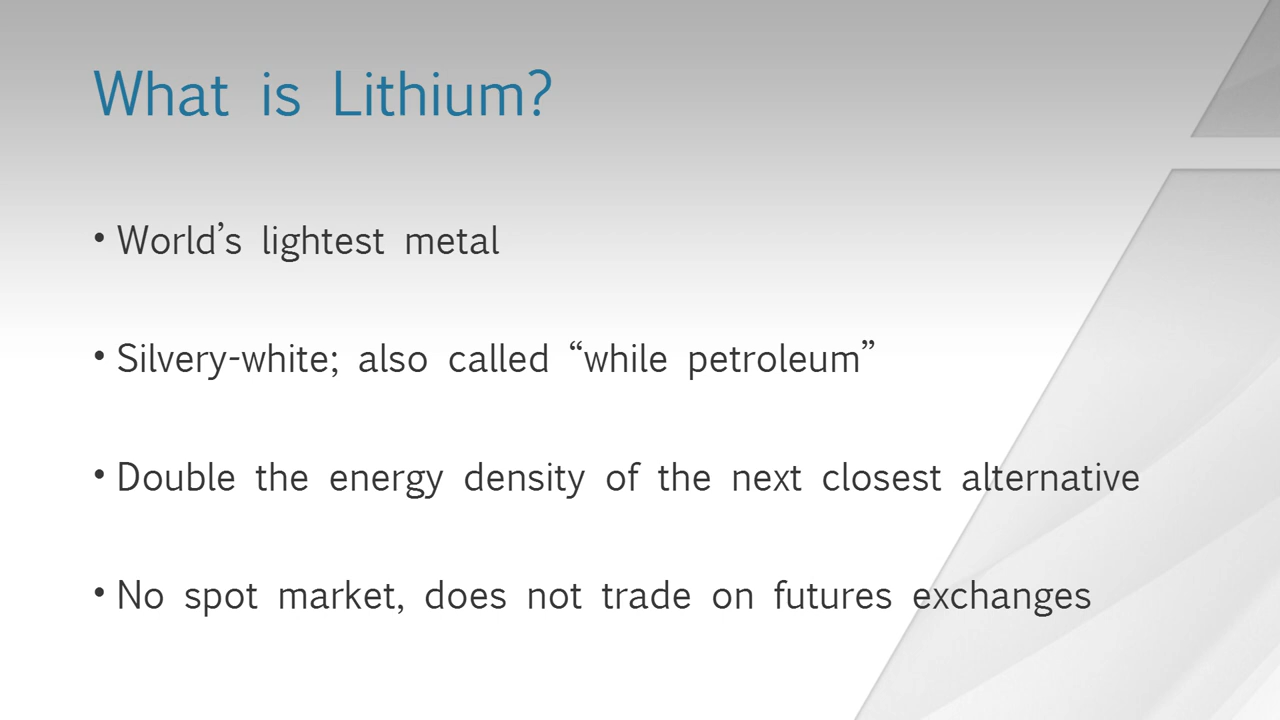 What is Lithium?
• World’s lightest metal
• Silvery-white; also called “while petroleum”
• Double the energy density of the next closest alternative
• No spot market, does not trade on futures exchanges